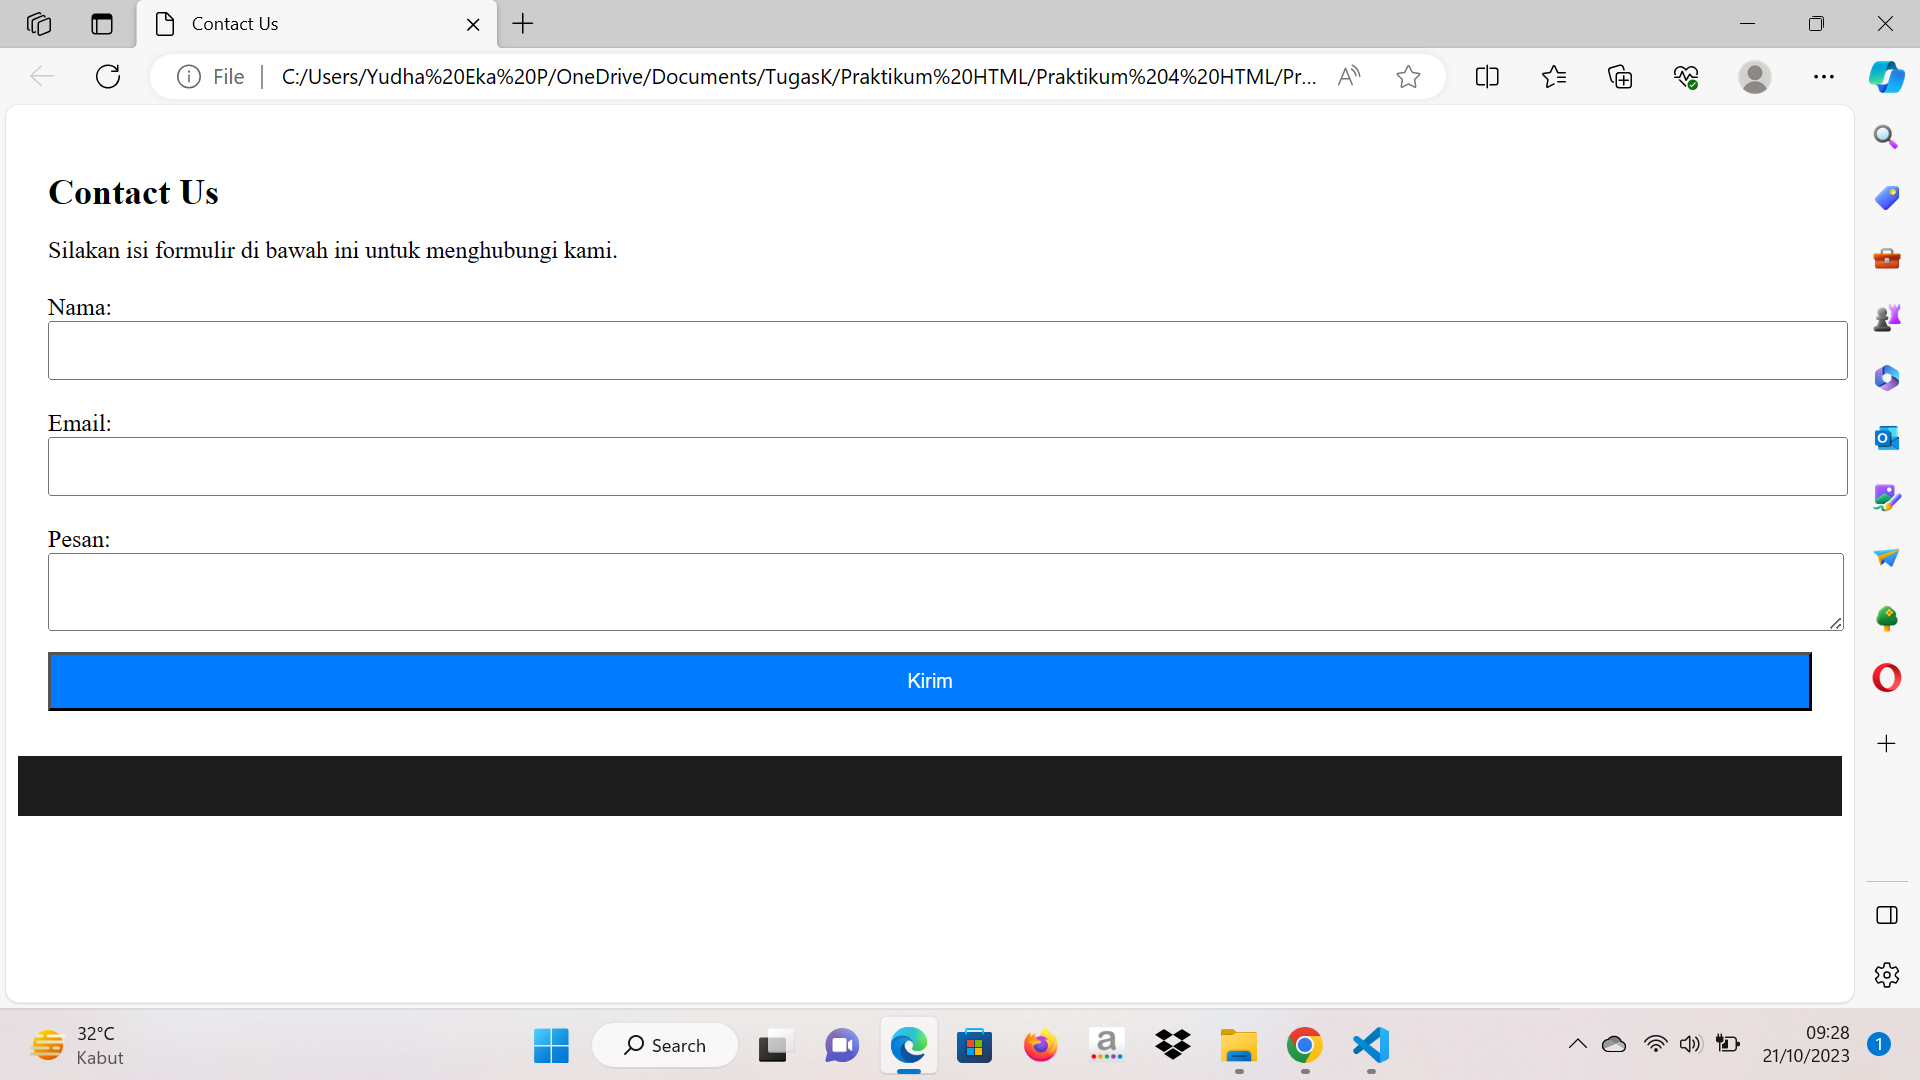 Contact Us
File
C:/Users/Yudha%20Eka%20P/OneDrive/Documents/TugasK/Praktikum%20HTML/Praktikum%204%20HTML/Pr...
Contact Us
Silakan isi formulir di bawah ini untuk menghubungi kami.
Nama:
Email:
Pesan:
Kirim
32°C
Kabut
Search
a
09:28
21/10/2023
1